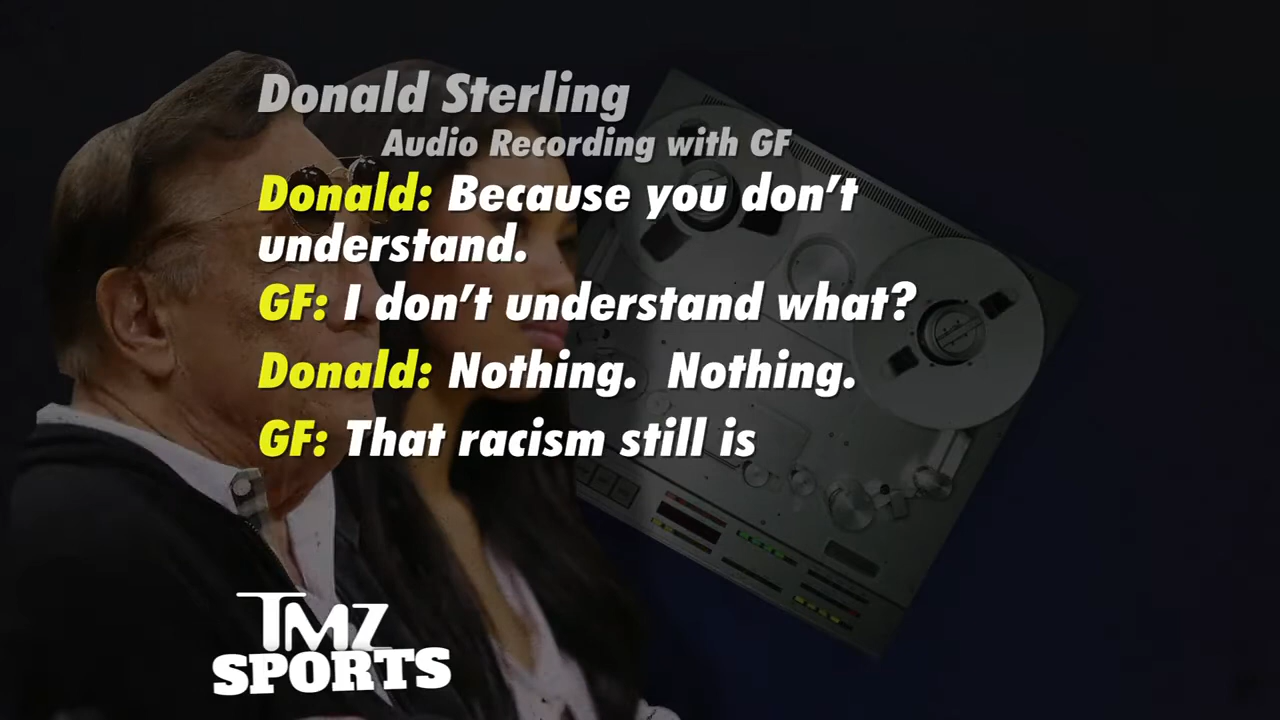 Donald Sterling
Audio Recording with GF
Donald: Because you don’t
understand.
GF: I don’t understand what?
Donald: Nothing.  Nothing.
GF: That racism still is
TMZ
SPORTS